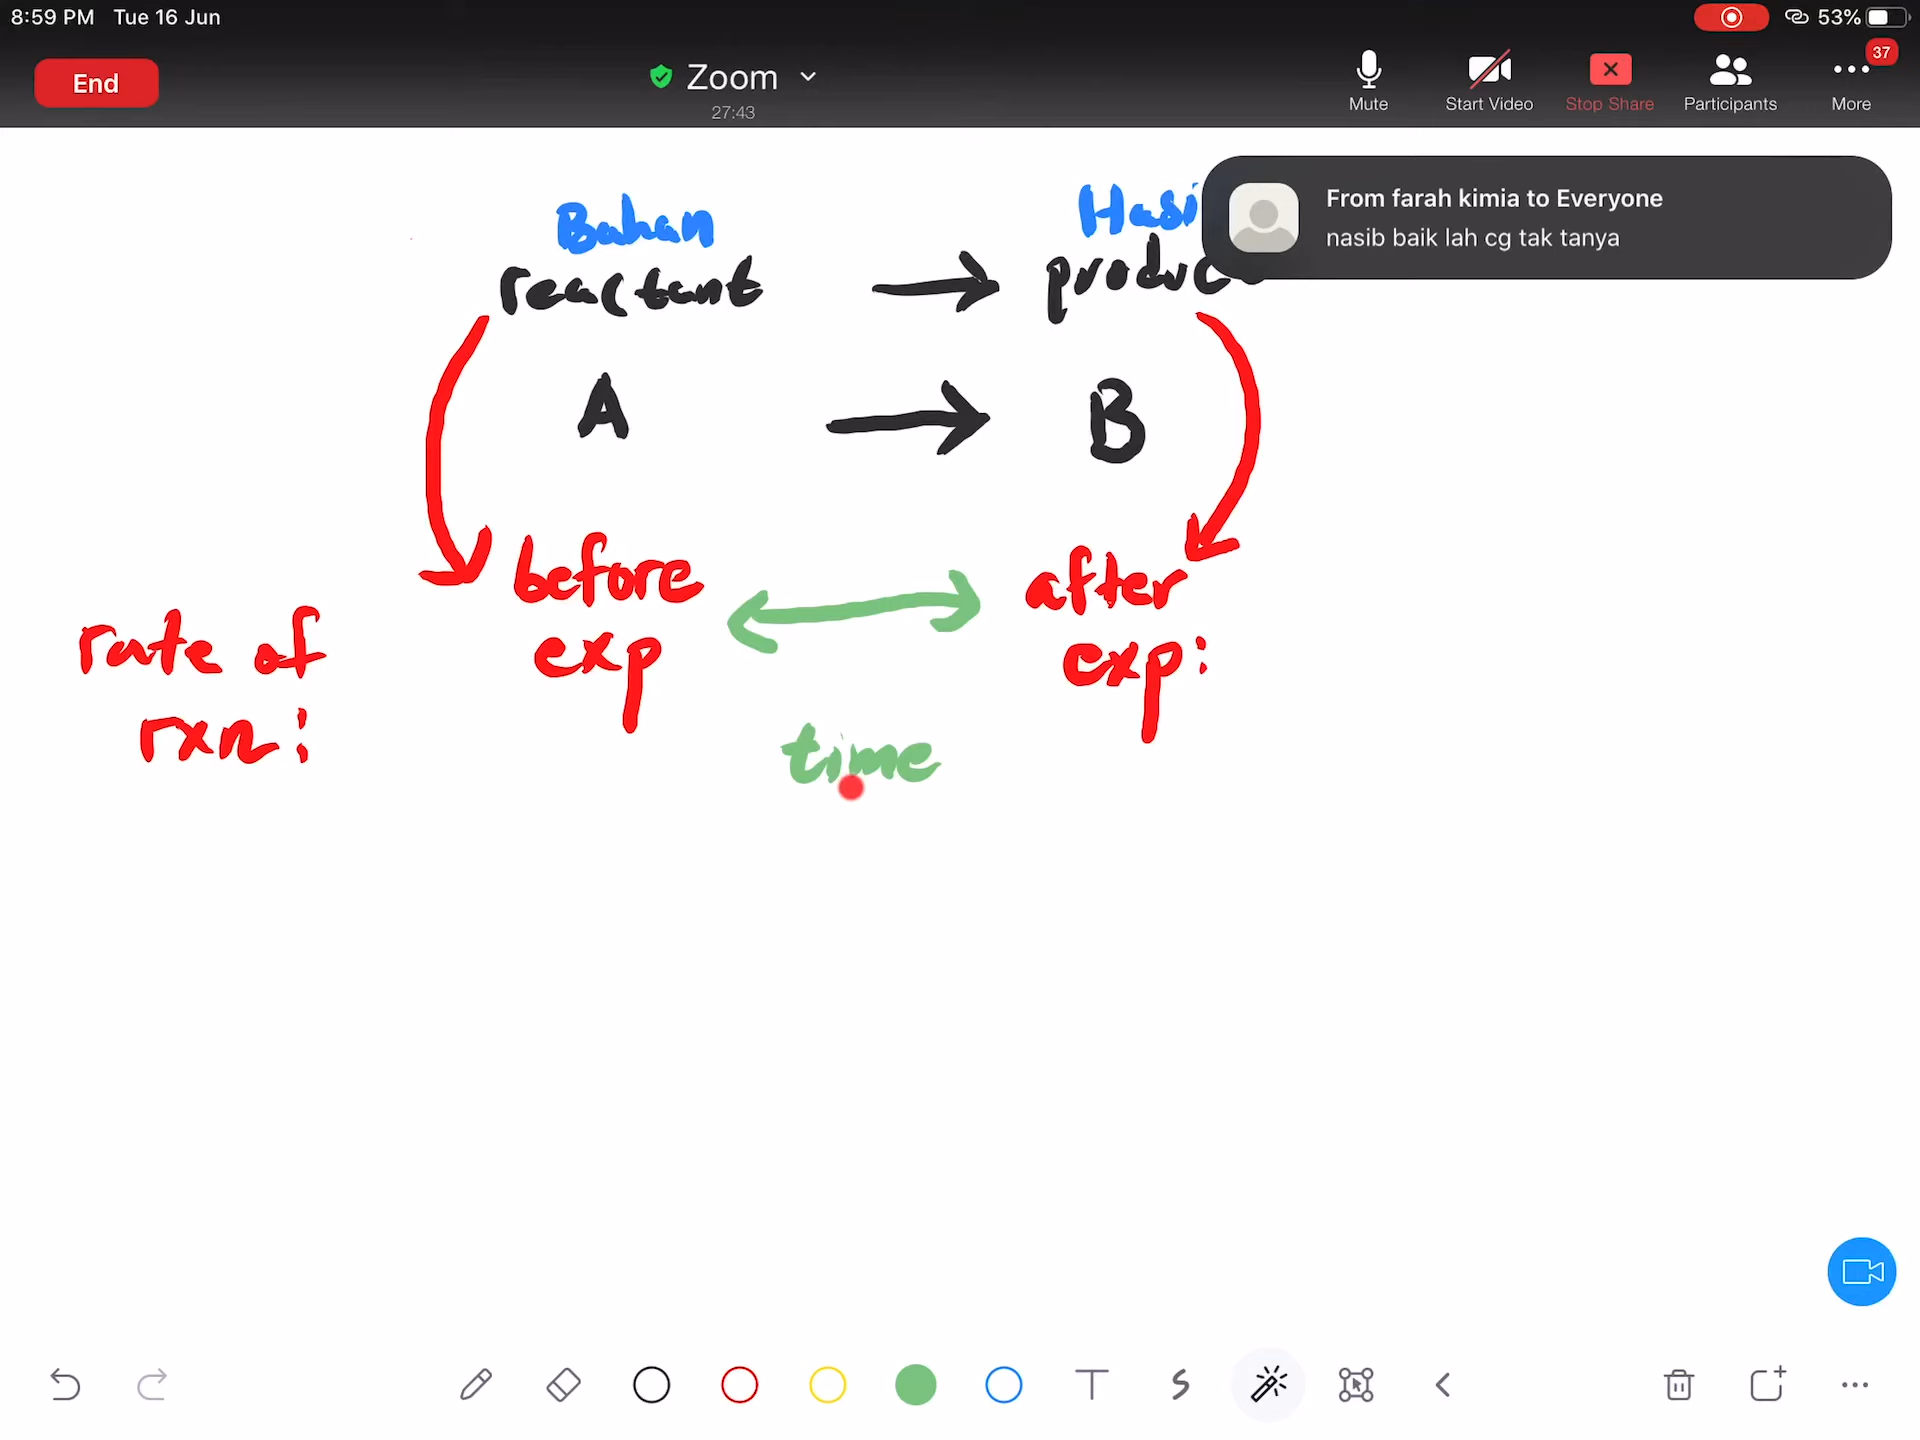 8:59 PM Tue 16 Jun
53%
End
Zoom
27:43
Mute
Start Video
Stop Share
Participants
More
37
From farah kimia to Everyone
nasib baik lah cg tak tanya
Bahan
Hasi
reactant → produc
A → B
before
exp
after
exp:
rate of
rxn:
time